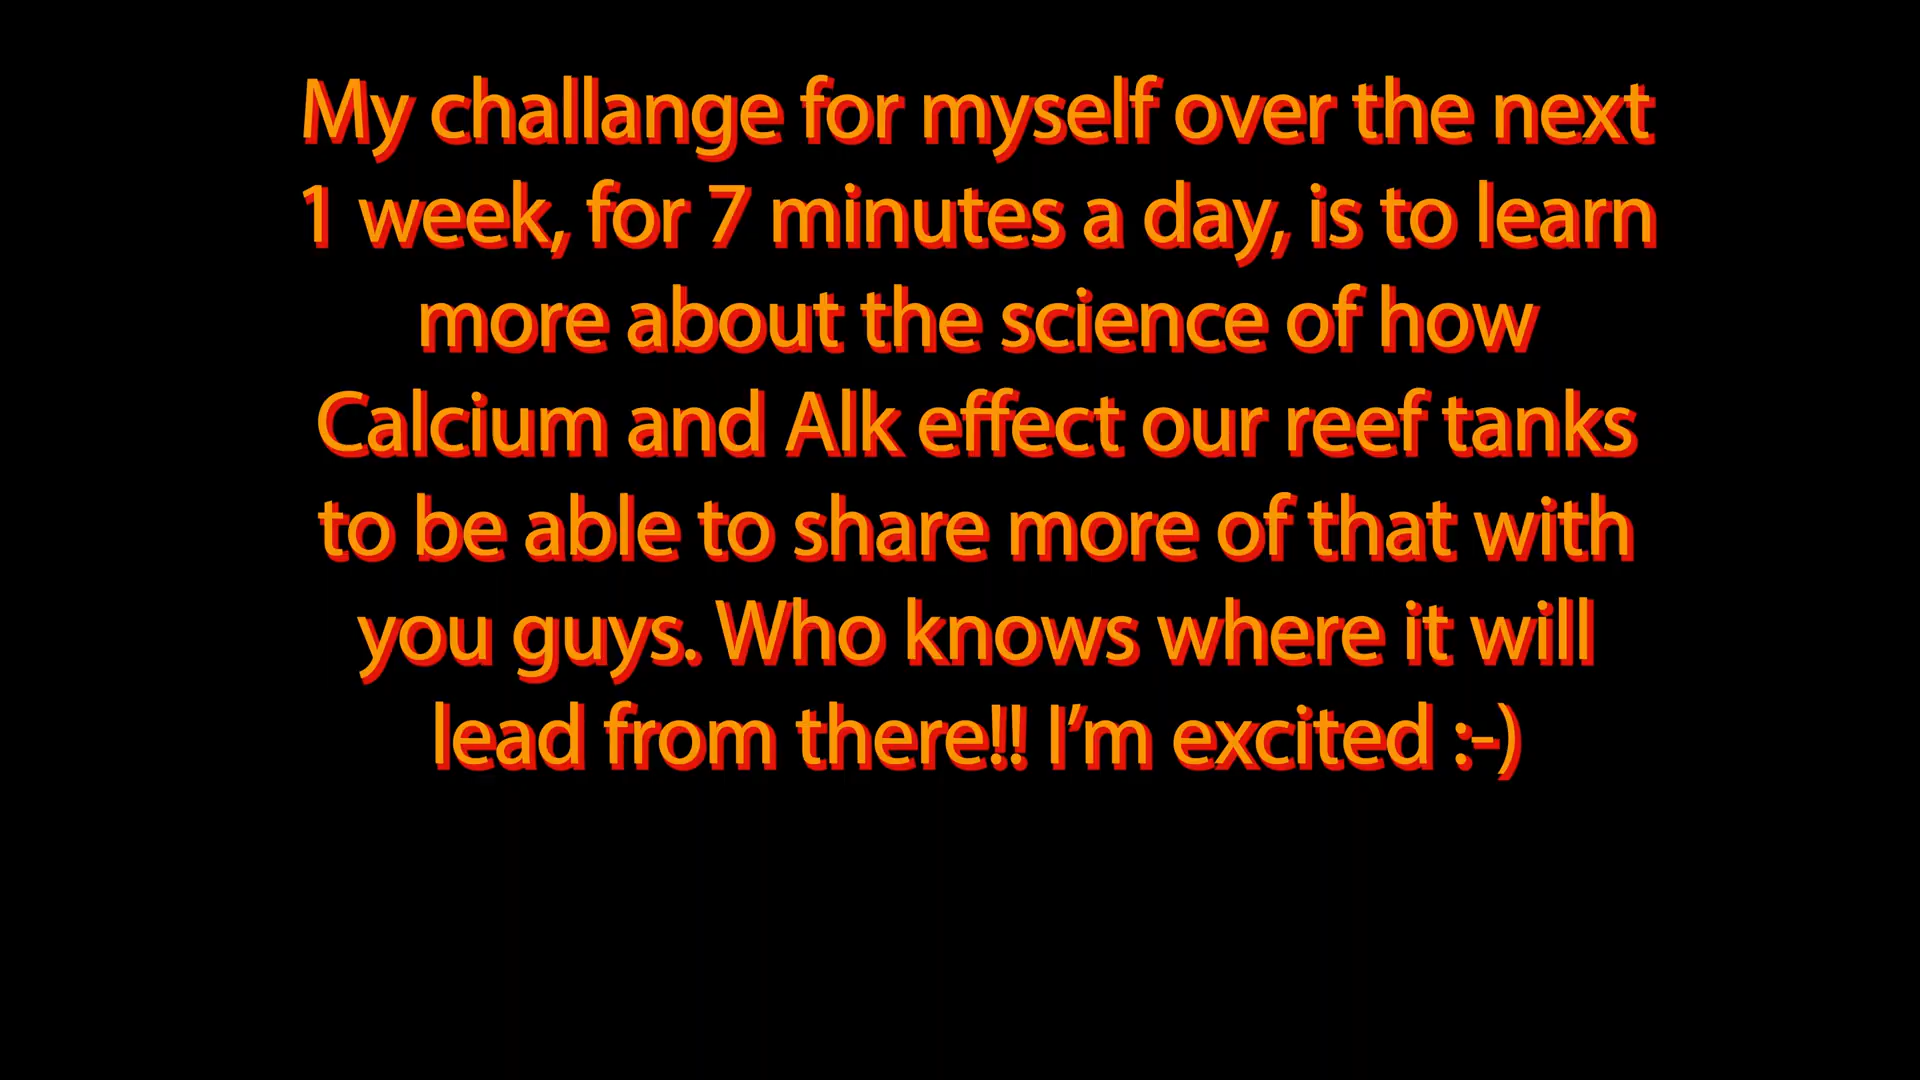 My challange for myself over the next
1 week, for 7 minutes a day, is to learn
more about the science of how
Calcium and Alk effect our reef tanks
to be able to share more of that with
you guys. Who knows where it will
lead from there!! I’m excited :-)